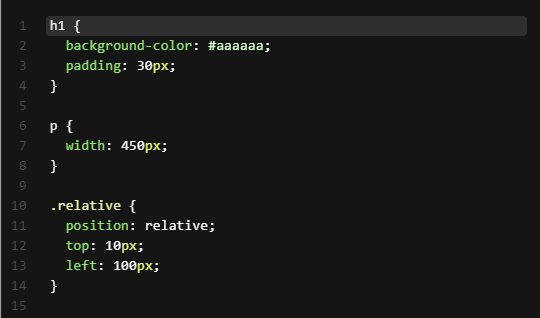 1 h1 {
2   background-color: #aaaaaa;
3   padding: 30px;
4 }
5
6 p {
7   width: 450px;
8 }
9
10 .relative {
11   position: relative;
12   top: 10px;
13   left: 100px;
14 }
15